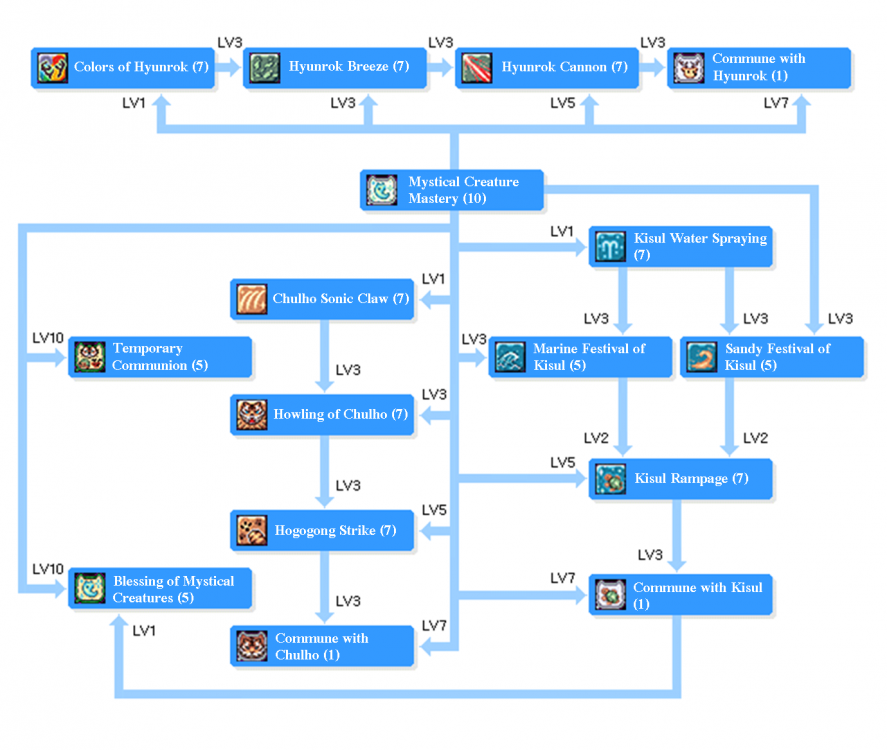 LV3
LV3
LV3
Colors of Hyunrok (7)
Hyunrok Breeze (7)
Hyunrok Cannon (7)
Commune with
Hyunrok (1)
LV1
LV3
LV5
LV7
Mystical Creature
Mastery (10)
LV1
Kisul Water Spraying
(7)
LV1
Chulho Sonic Claw (7)
LV3
LV3
LV3
LV10
Temporary
Communion (5)
LV3
Marine Festival of
Kisul (5)
Sandy Festival of
Kisul (5)
LV3
LV3
Howling of Chulho (7)
LV2
LV2
LV5
Kisul Rampage (7)
LV3
LV5
Hogogong Strike (7)
LV3
LV10
Blessing of Mystical
Creatures (5)
LV7
Commune with Kisul
(1)
LV3
LV1
LV7
Commune with
Chulho (1)